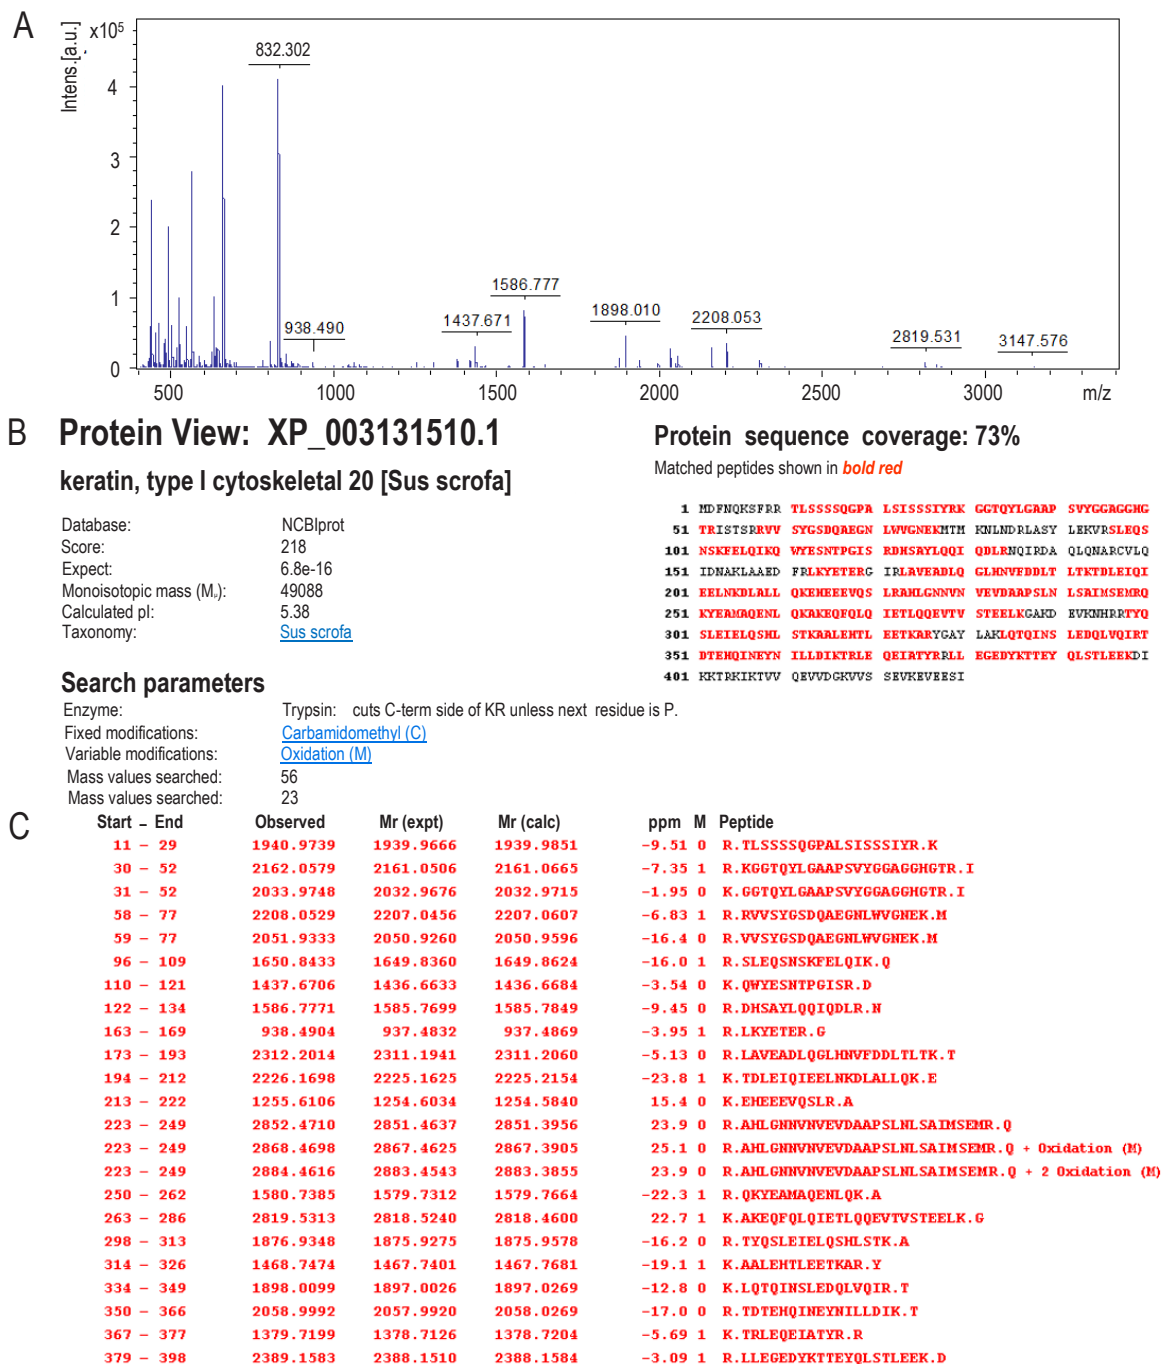 A
Intens.[a.u.]
x10⁵
832.302
4
3
2
1586.777
1
938.490
1437.671
1898.010
2208.053
2819.531
3147.576
0
500 1000 1500 2000 2500 3000 m/z
B Protein View: XP_003131510.1
keratin, type I cytoskeletal 20 [Sus scrofa]
Database: NCBIprot
Score: 218
Expect: 6.8e-16
Monoisotopic mass (Mᵣ): 49088
Calculated pI: 5.38
Taxonomy: Sus scrofa
Search parameters
Enzyme: Trypsin: cuts C-term side of KR unless next residue is P.
Fixed modifications: Carbamidomethyl (C)
Variable modifications: Oxidation (M)
Mass values searched: 56
Mass values searched: 23
Protein sequence coverage: 73%
Matched peptides shown in bold red
1 MDFNQKSFRR TLSSSSQGPA LSISSSIYRK GGTQYLGAAP SVYGGAGGHG
51 TRISTSRRVV SYGSDQAEGN LWVGNEKMTM KNLNDRLASY LEKVRSLEQS
101 NSKFELQIKQ WYESNTPGIS RDHSAYLQQI QDLRNQIRDA QLQNARCVLQ
151 IDNAKLAAED FRLKYETERG IRLAVEADLQ GLHNVFDDLT LTKTDLEIQI
201 EELNKDLALL QKEHEEEVQS LRAHLGNNVN VEVDAAPSLN LSAIMSEMRQ
251 KYEAMAQENL QKAKEQFQLQ IETLQQEVTV STEELKGAKD EVKNHRRTYQ
301 SLEIELQSHL STKAALEHTL EETKARYGAY LAKLQTQINS LEDQLVQIRT
351 DTEHQINEYN ILLDIKTRLE QEIATYRRLL EGEDYKTTEY QLSTLEEKDI
401 KKTRKIKTVV QEVVDGKVVS SEVKEVEESI
C
Start – End Observed Mr (expt) Mr (calc) ppm M Peptide
11 – 29 1940.9739 1939.9666 1939.9851 -9.51 0 R.TLSSSSQGPALSISSSIYR.K
30 – 52 2162.0579 2161.0506 2161.0665 -7.35 1 R.KGGTQYLGAAPSVYGGAGGHGTR.I
31 – 52 2033.9748 2032.9676 2032.9715 -1.95 0 K.GGTQYLGAAPSVYGGAGGHGTR.I
58 – 77 2208.0529 2207.0456 2207.0607 -6.83 1 R.RVVSYGSDQAEGNLWVGNEK.M
59 – 77 2051.9333 2050.9260 2050.9596 -16.4 0 R.VVSYGSDQAEGNLWVGNEK.M
96 – 109 1650.8433 1649.8360 1649.8624 -16.0 1 R.SLEQSNSKFELQIK.Q
110 – 121 1437.6706 1436.6633 1436.6684 -3.54 0 K.QWYESNTPGISR.D
122 – 134 1586.7771 1585.7699 1585.7849 -9.45 0 R.DHSAYLQQIQDLR.N
163 – 169 938.4904 937.4832 937.4869 -3.95 1 R.LKYETER.G
173 – 193 2312.2014 2311.1941 2311.2060 -5.13 0 R.LAVEADLQGLHNVFDDLTLTK.T
194 – 212 2226.1698 2225.1625 2225.2154 -23.8 1 K.TDLEIQIEELNKDLALLQK.E
213 – 222 1255.6106 1254.6034 1254.5840 15.4 0 K.EHEEEVQSLR.A
223 – 249 2852.4710 2851.4637 2851.3956 23.9 0 R.AHLGNNVNVEVDAAPSLNLSAIMSEMR.Q
223 – 249 2868.4698 2867.4625 2867.3905 25.1 0 R.AHLGNNVNVEVDAAPSLNLSAIMSEMR.Q + Oxidation (M)
223 – 249 2884.4616 2883.4543 2883.3855 23.9 0 R.AHLGNNVNVEVDAAPSLNLSAIMSEMR.Q + 2 Oxidation (M)
250 – 262 1580.7385 1579.7312 1579.7664 -22.3 1 R.QKYEAMAQENLQK.A
263 – 286 2819.5313 2818.5240 2818.4600 22.7 1 K.AKEQFQLQIETLQQEVTVSTEELK.G
298 – 313 1876.9348 1875.9275 1875.9578 -16.2 0 R.TYQSLEIELQSHLSTK.A
314 – 326 1468.7474 1467.7401 1467.7681 -19.1 1 K.AALEHTLEETKAR.Y
334 – 349 1898.0099 1897.0026 1897.0269 -12.8 0 K.LQTQINSLEDQLVQIR.T
350 – 366 2058.9992 2057.9920 2058.0269 -17.0 0 R.TDTEHQINEYNILLDIK.T
367 – 377 1379.7199 1378.7126 1378.7204 -5.69 1 K.TRLEQEIATYR.R
379 – 398 2389.1583 2388.1510 2388.1584 -3.09 1 R.LLEGEDYKTTEYQLSTLEEK.D